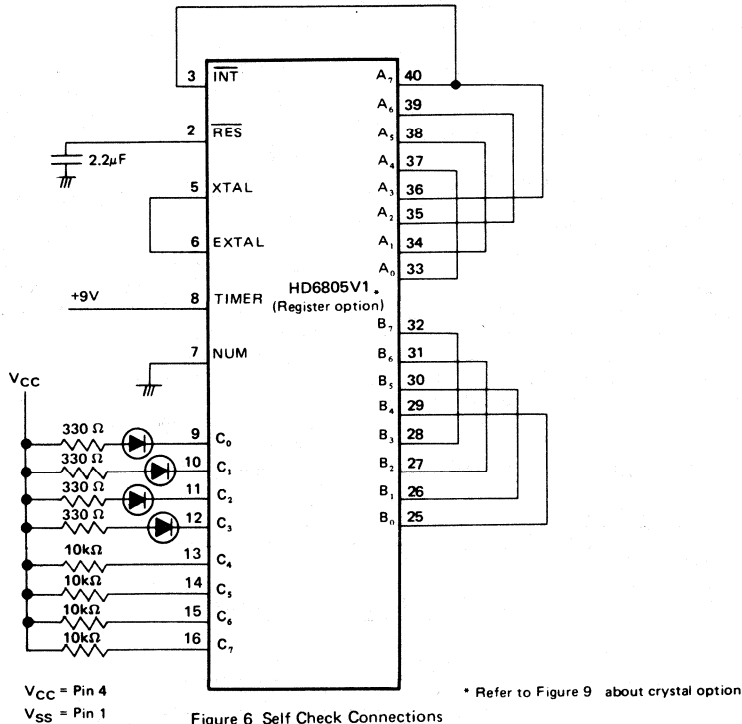 3 INT A7 40
A6 39
2 RES A5 38
2.2μF A4 37
5 XTAL A3 36
A2 35
6 EXTAL A1 34
A0 33
HD6805V1 *
+9V 8 TIMER (Register option)
B7 32
7 NUM B6 31
VCC B5 30
B4 29
330 Ω 9 C0 B3 28
330 Ω 10 C1 B2 27
330 Ω 11 C2 B1 26
330 Ω 12 C3 B0 25
10kΩ 13 C4
10kΩ 14 C5
10kΩ 15 C6
10kΩ 16 C7
VCC = Pin 4
* Refer to Figure 9 about crystal option
VSS = Pin 1
Figure 6 Self Check Connections